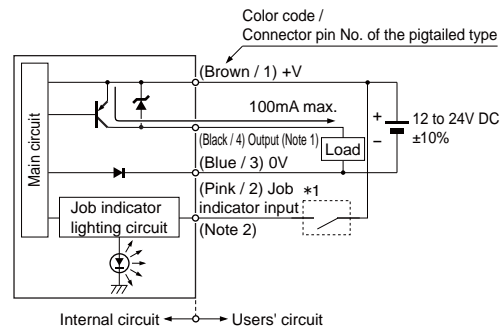 Color code /
Connector pin No. of the pigtailed type
(Brown / 1) +V
100mA max.
+
−
12 to 24V DC
±10%
Main circuit
(Black / 4) Output (Note 1)
Load
(Blue / 3) 0V
(Pink / 2) Job
indicator input
*1
Job indicator
lighting circuit
(Note 2)
Internal circuit
Users' circuit